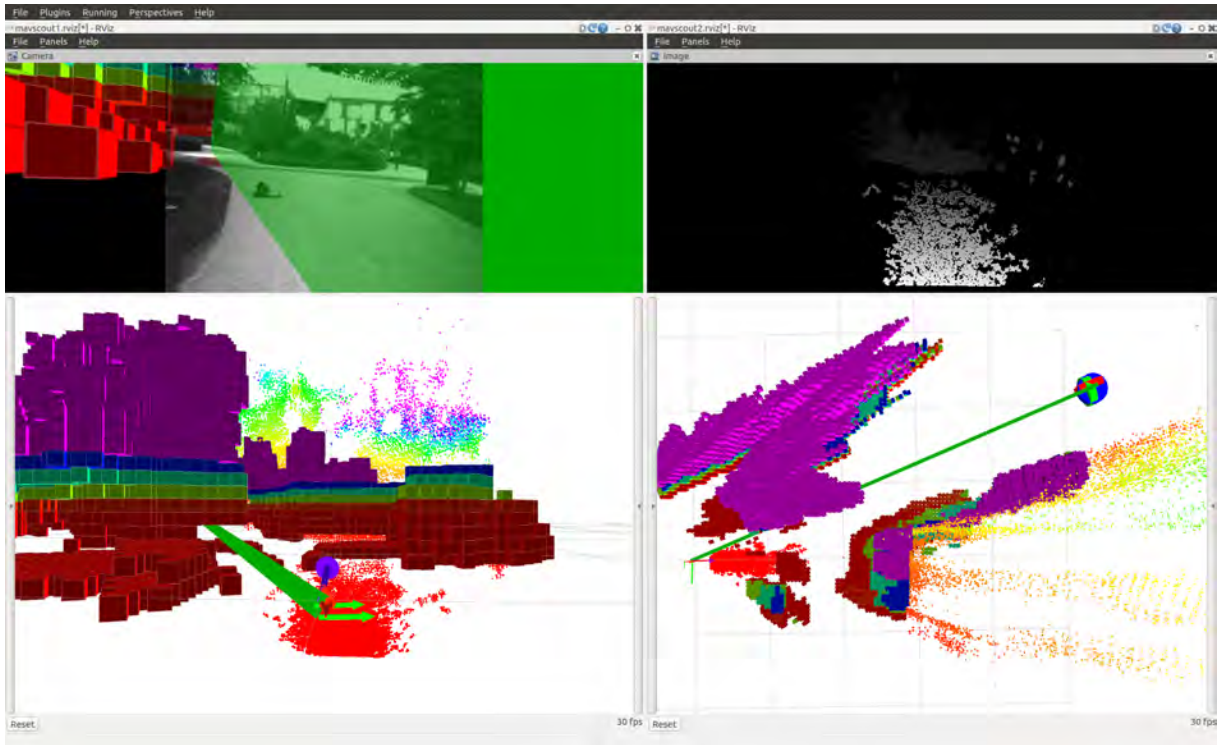 File Plugins Running Perspectives Help
mavscout1.rviz[*] - RViz
mavscout2.rviz[*] - RViz
File Panels Help
File Panels Help
Camera
Image
Reset
30 fps
Reset
30 fps